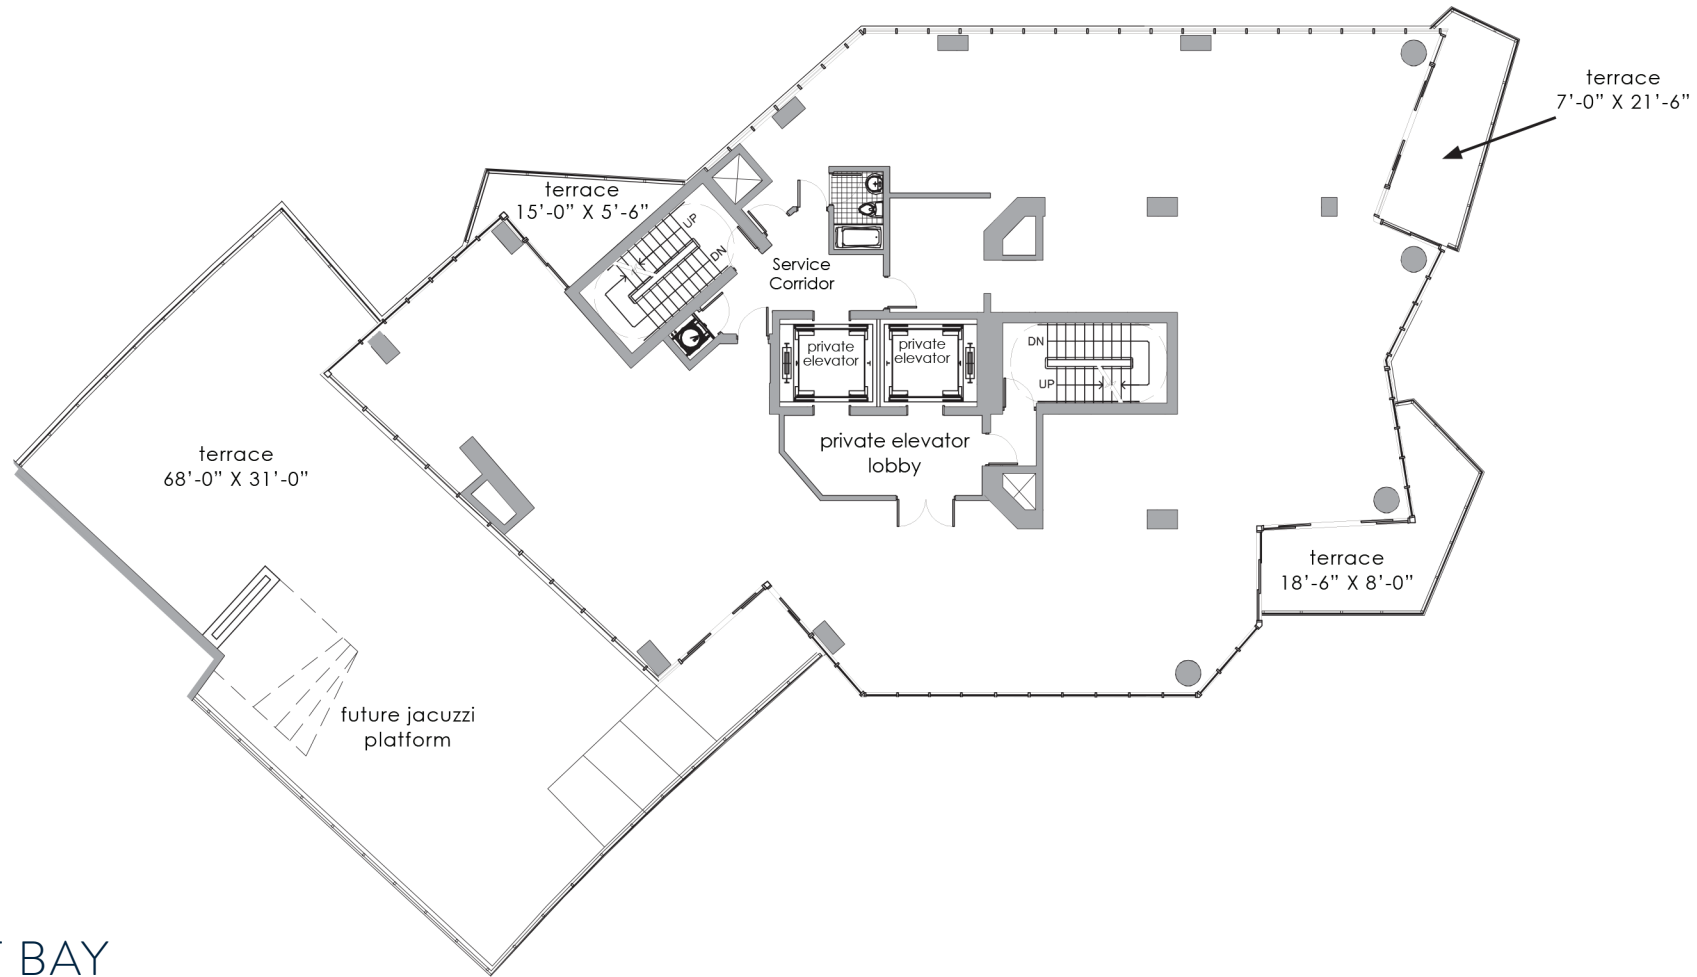 terrace
7’-0” X 21’-6”
terrace
15’-0” X 5’-6”
UP
DN
Service
Corridor
private
elevator
private
elevator
DN
UP
private elevator
lobby
terrace
68’-0” X 31’-0”
terrace
18’-6” X 8’-0”
future jacuzzi
platform
BAY